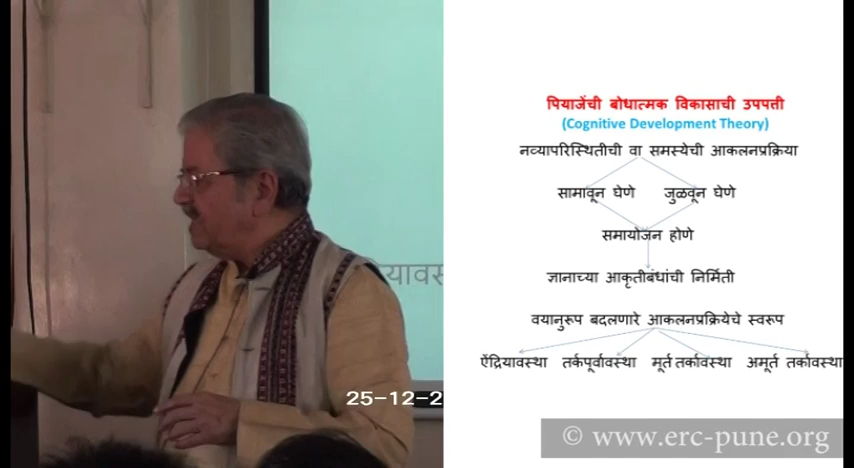 पियाजेंची बोधात्मक विकासाची उपपत्ती
(Cognitive Development Theory)
नव्यापरिस्थितीची वा समस्येची आकलनप्रक्रिया
सामावून घेणे जुळवून घेणे
समायोजन होणे
ज्ञानाच्या आकृतीबंधांची निर्मिती
वयानुरूप बदलणारे आकलनप्रक्रियेचे स्वरूप
ऐंद्रियावस्था तर्कपूर्वावस्था मूर्त तर्कावस्था अमूर्त तर्कावस्था
यावस
25-12-2
© www.erc-pune.org